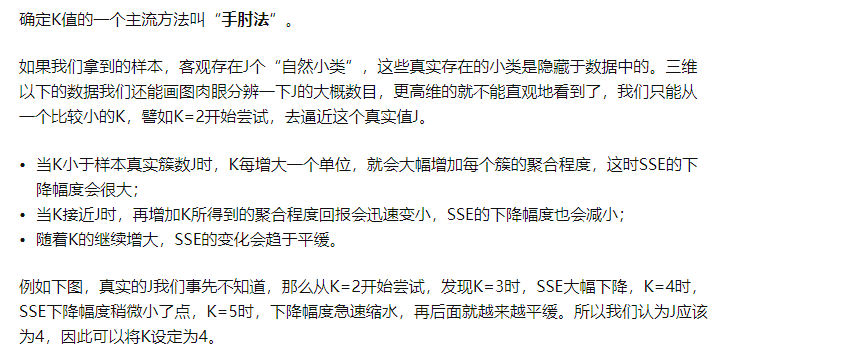 确定K值的一个主流方法叫“手肘法”。
如果我们拿到的样本，客观存在J个“自然小类”，这些真实存在的小类是隐藏于数据中的。三维
以下的数据我们还能画图肉眼分辨一下J的大概数目，更高维的就不能直观地看到了，我们只能从
一个比较小的K，譬如K=2开始尝试，去逼近这个真实值J。
• 当K小于样本真实簇数J时，K每增大一个单位，就会大幅增加每个簇的聚合程度，这时SSE的下
降幅度会很大；
• 当K接近J时，再增加K所得到的聚合程度回报会迅速变小，SSE的下降幅度也会减小；
• 随着K的继续增大，SSE的变化会趋于平缓。
例如下图，真实的J我们事先不知道，那么从K=2开始尝试，发现K=3时，SSE大幅下降，K=4时，
SSE下降幅度稍微小了点，K=5时，下降幅度急速缩水，再后面就越来越平缓。所以我们认为J应该
为4，因此可以将K设定为4。